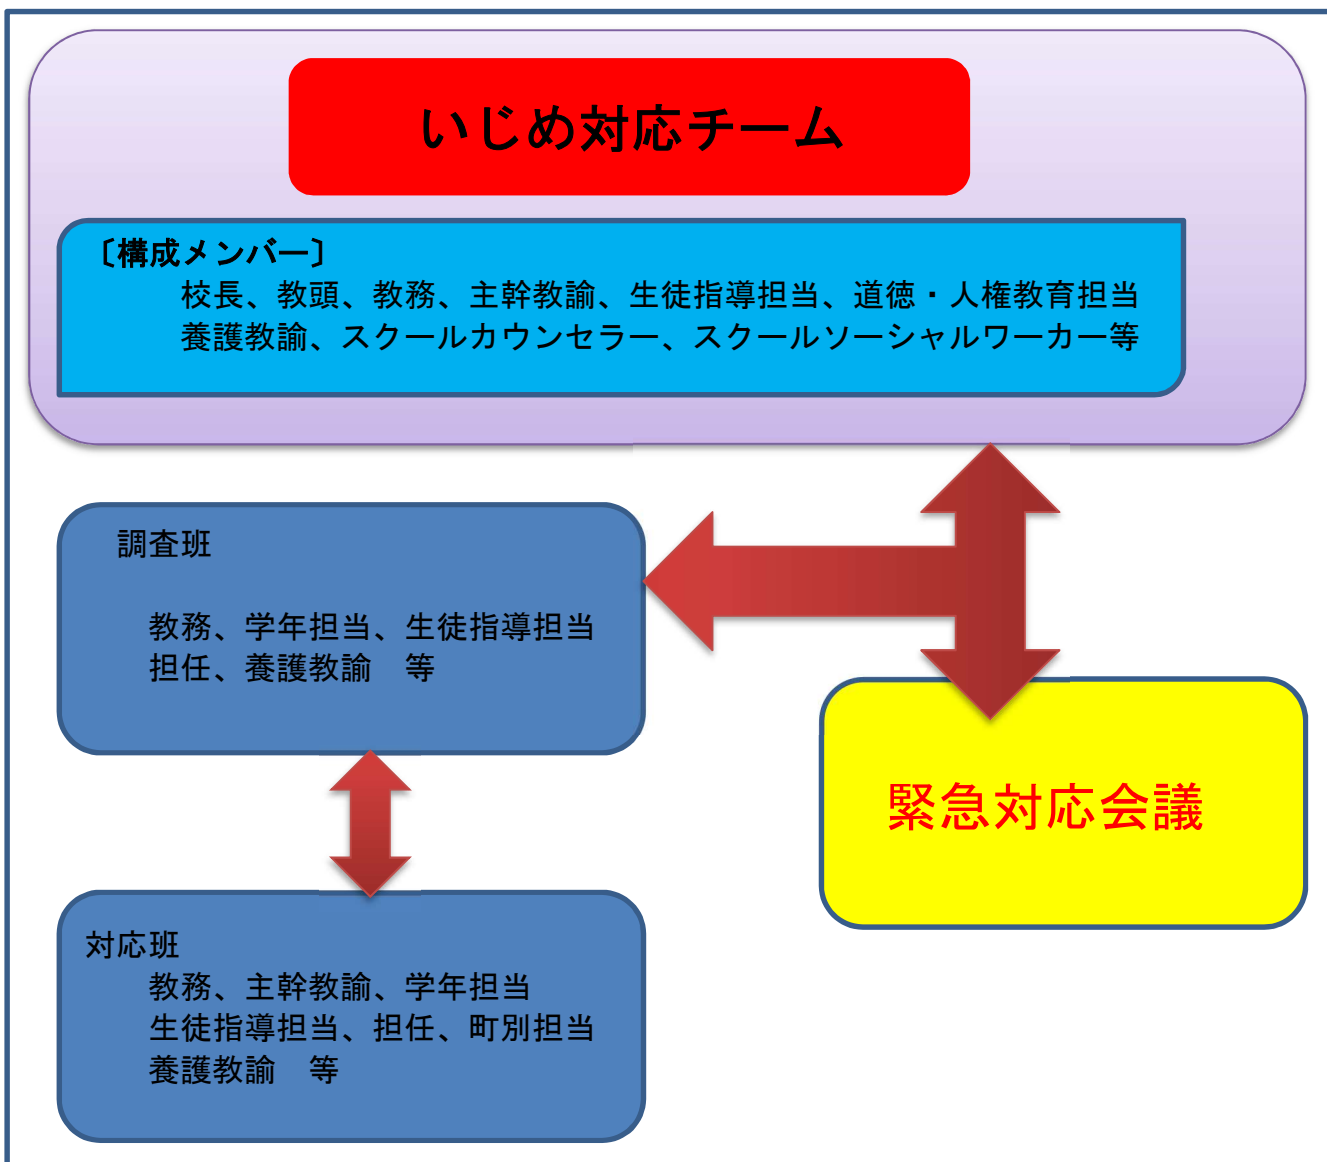 いじめ対応チーム
〔構成メンバー〕
校長、教頭、教務、主幹教諭、生徒指導担当、道徳・人権教育担当
養護教諭、スクールカウンセラー、スクールソーシャルワーカー等
調査班
教務、学年担当、生徒指導担当
担任、養護教諭　等
緊急対応会議
対応班
教務、主幹教諭、学年担当
生徒指導担当、担任、町別担当
養護教諭　等